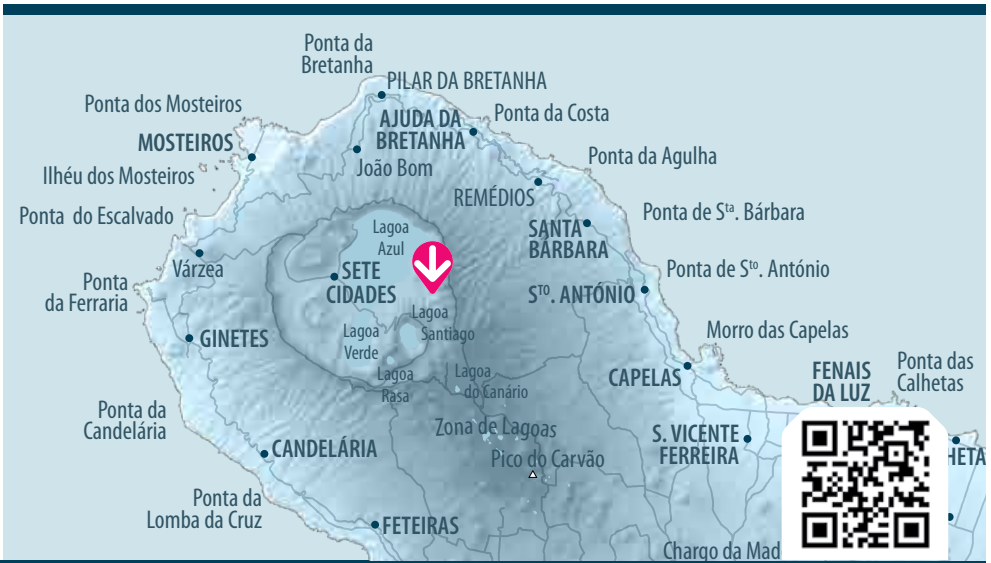 Ponta da
Bretanha
PILAR DA BRETANHA
Ponta dos Mosteiros
AJUDA DA
BRETANHA
Ponta da Costa
MOSTEIROS
João Bom
Ponta da Agulha
Ilhéu dos Mosteiros
REMÉDIOS
Ponta do Escalvado
Lagoa
Azul
SANTA
BÁRBARA
Ponta de Sta. Bárbara
Várzea
SETE
CIDADES
Ponta de Sto. António
Ponta
da Ferraria
STO. ANTÓNIO
Lagoa
Santiago
GINETES
Lagoa
Verde
Morro das Capelas
Lagoa
Rasa
Lagoa
do Canário
CAPELAS
FENAIS
DA LUZ
Ponta das
Calhetas
Ponta da
Candelária
Zona de Lagoas
S. VICENTE
FERREIRA
CANDELÁRIA
Pico do Carvão
HETA
Ponta da
Lomba da Cruz
FETEIRAS
Chargo da Mad